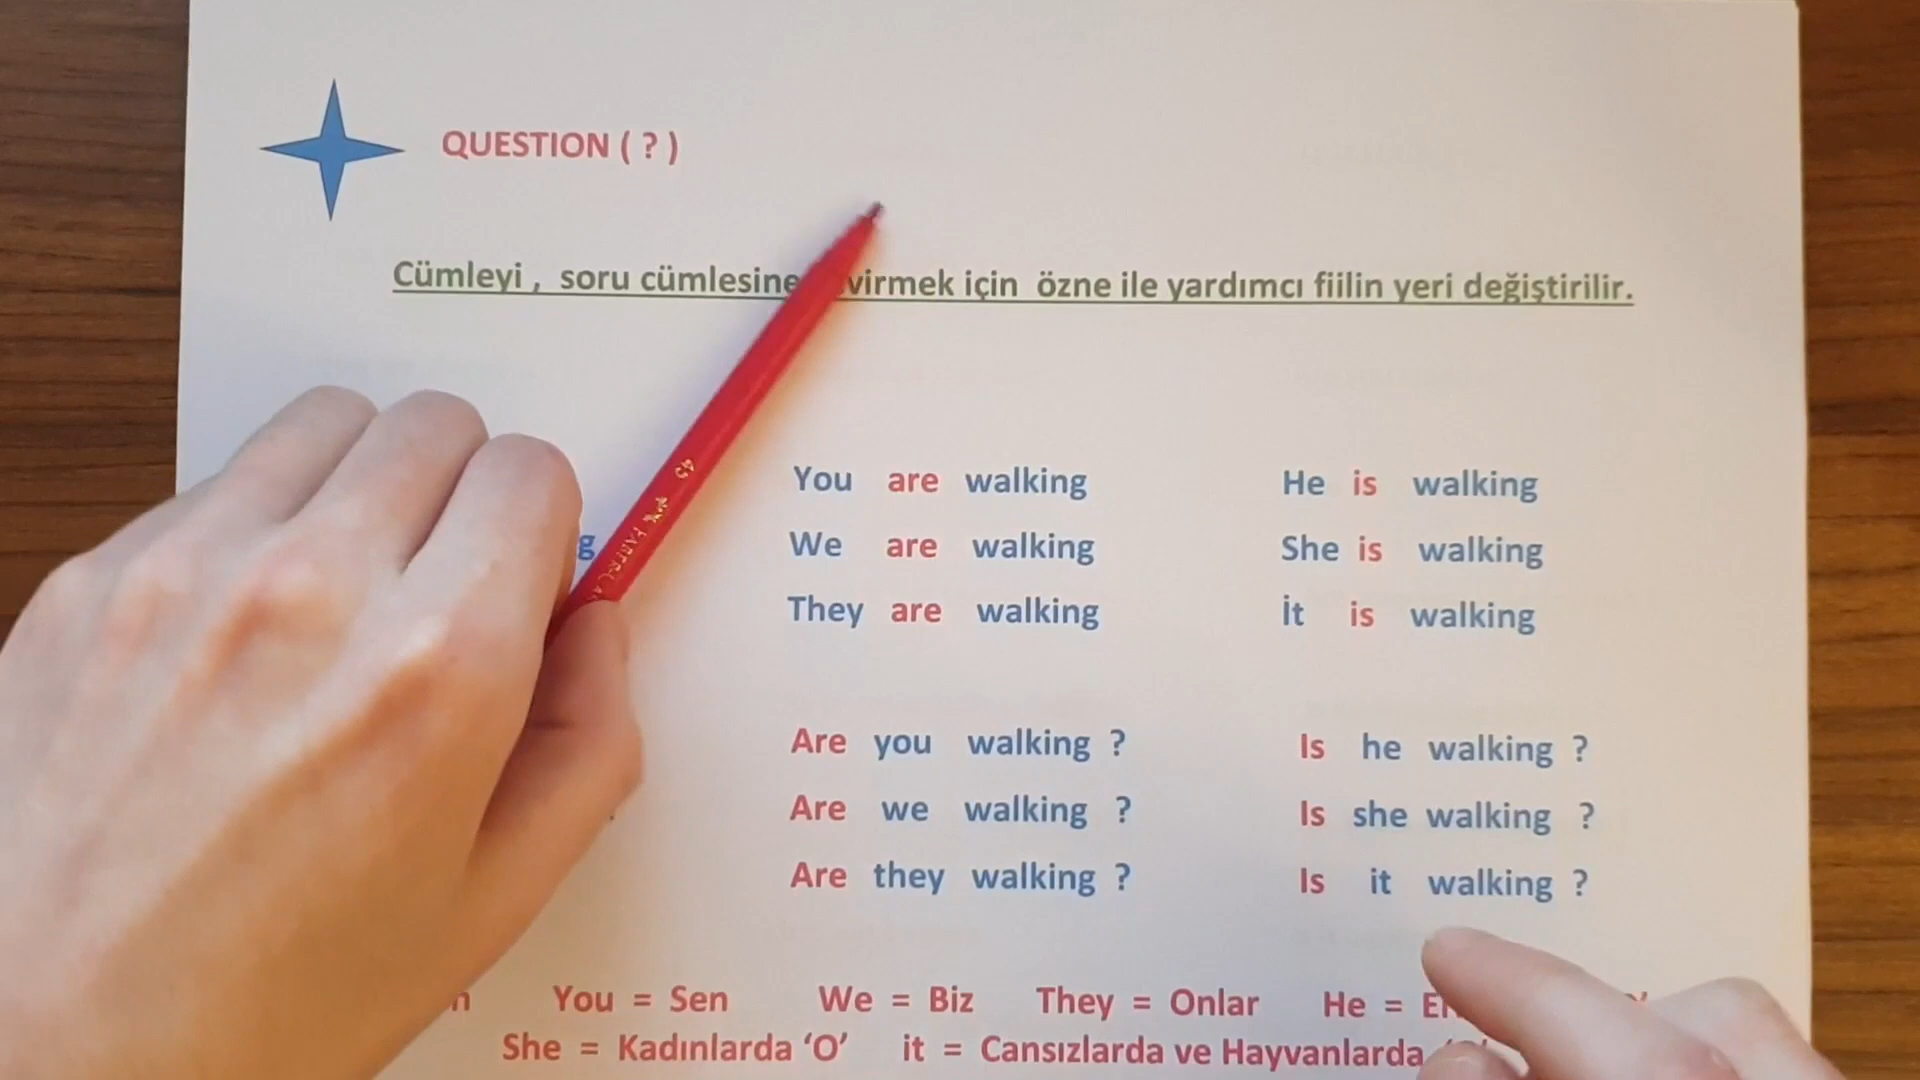 QUESTION ( ? )
Cümleyi , soru cümlesine virmek için özne ile yardımcı fiilin yeri değiştirilir.
You are walking He is walking
We are walking She is walking
They are walking İt is walking
Are you walking ? Is he walking ?
Are we walking ? Is she walking ?
Are they walking ? Is it walking ?
You = Sen We = Biz They = Onlar He =
She = Kadınlarda ‘O’ it = Cansızlarda ve Hayvanlarda